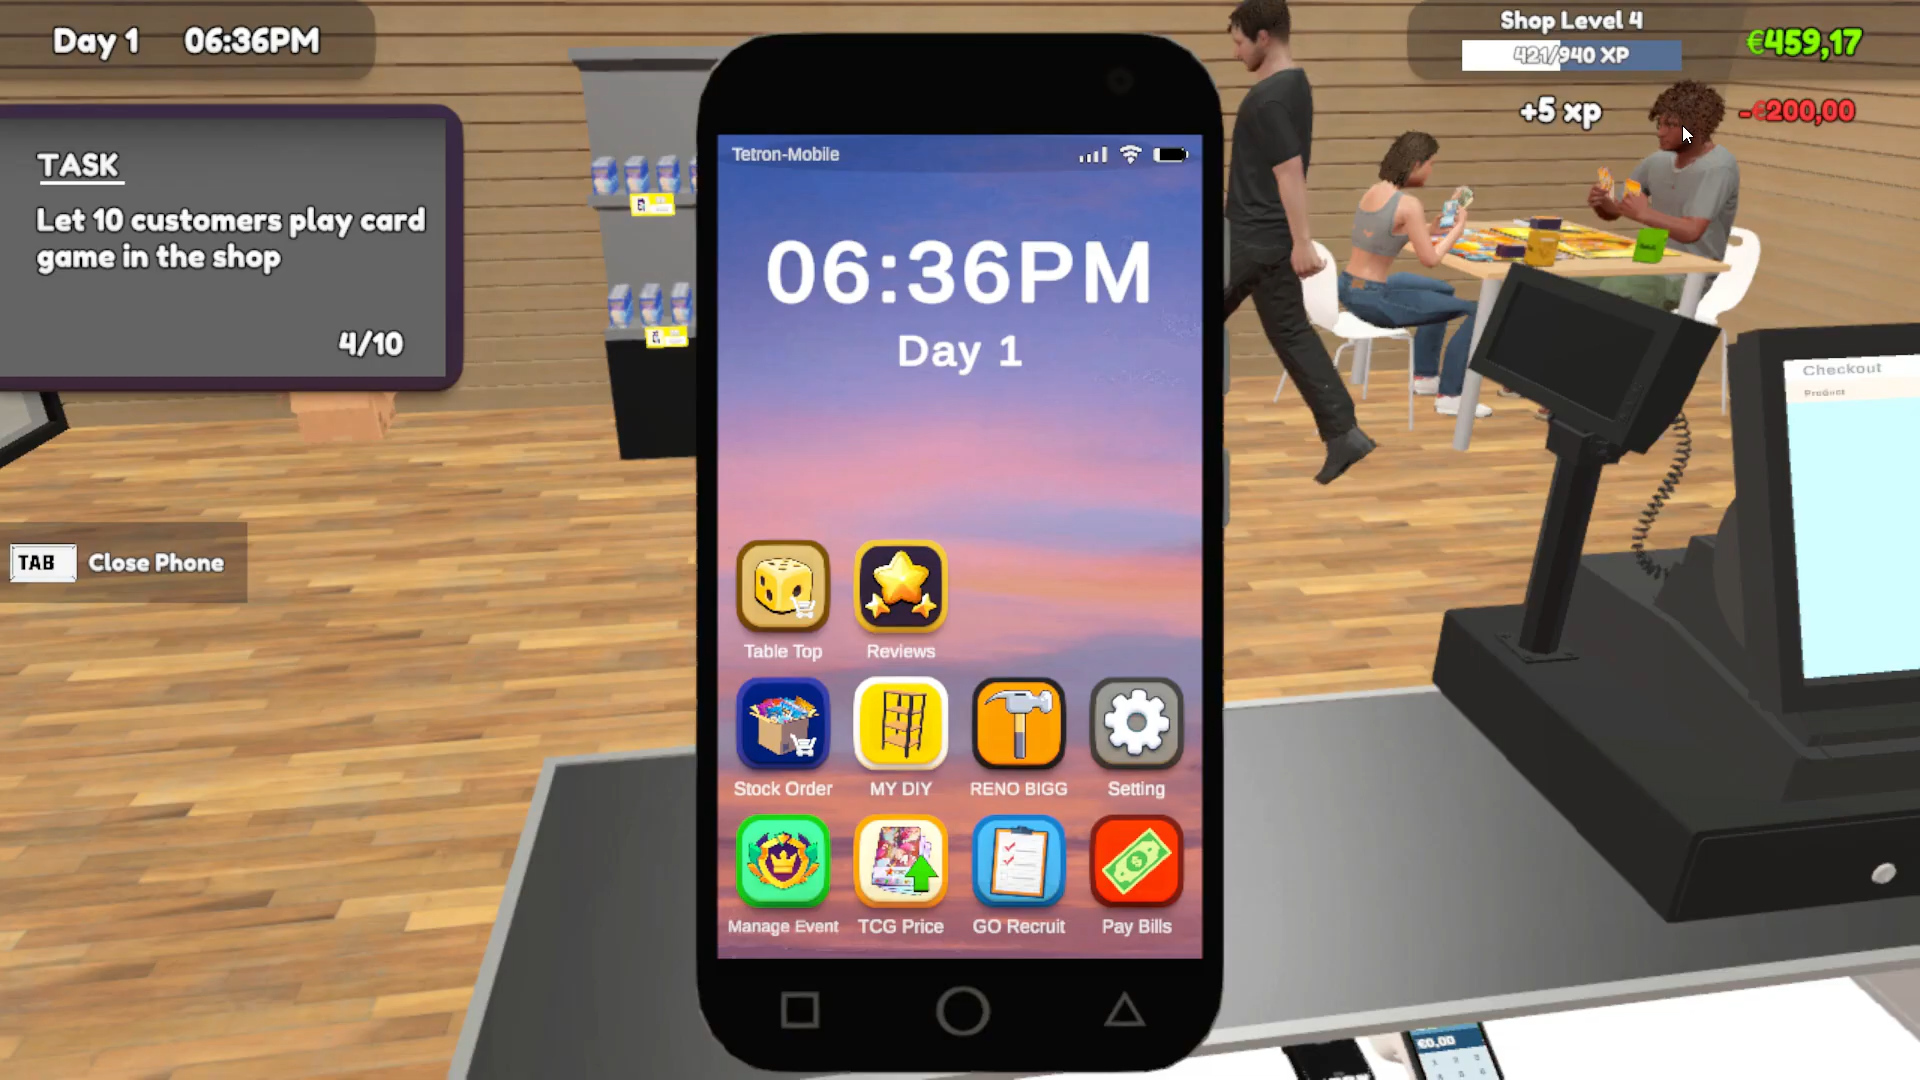 Day 1 06:36PM
Shop Level 4
421/940 XP
€459,17
+5 xp
-€200,00
TASK
Let 10 customers play card
game in the shop
4/10
TAB Close Phone
Tetron-Mobile
06:36PM
Day 1
Table Top
Reviews
Stock Order
MY DIY
RENO BIGG
Setting
Manage Event
TCG Price
GO Recruit
Pay Bills
Checkout
Product
€0,00